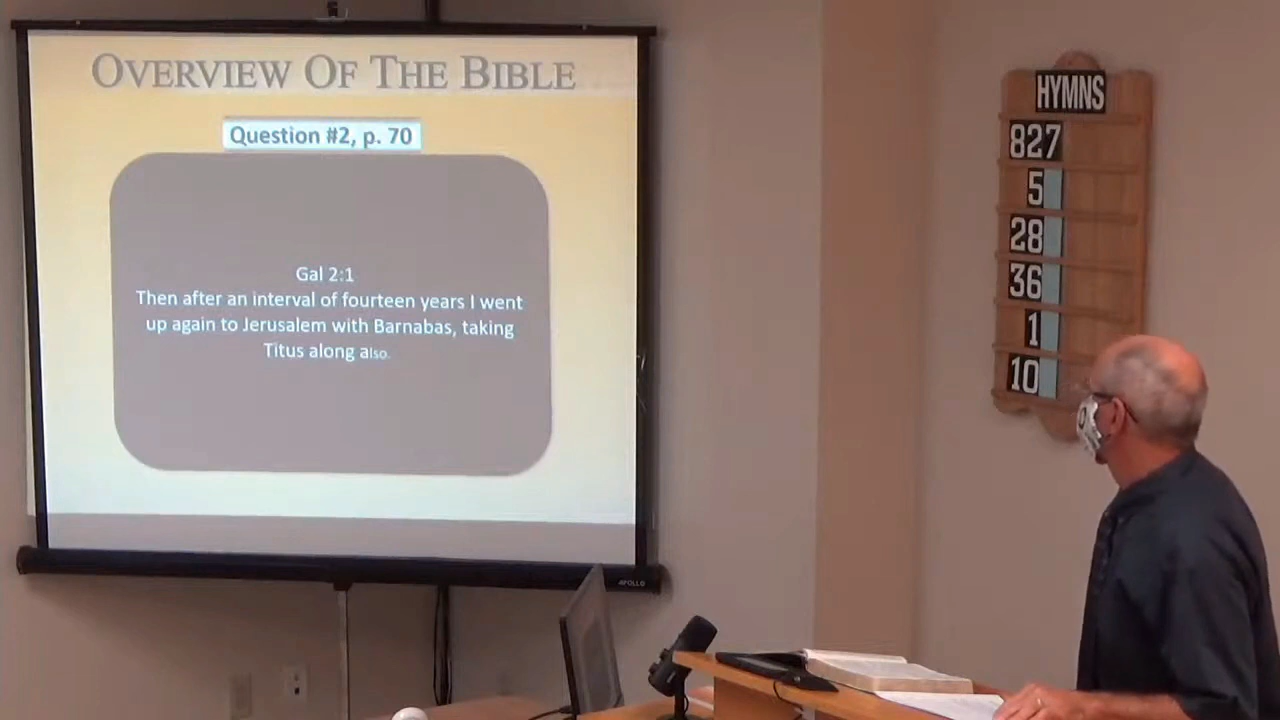 OVERVIEW OF THE BIBLE
Question #2, p. 70
Gal 2:1
Then after an interval of fourteen years I went
up again to Jerusalem with Barnabas, taking
Titus along also.
APOLLO
HYMNS
827
5
28
36
1
10